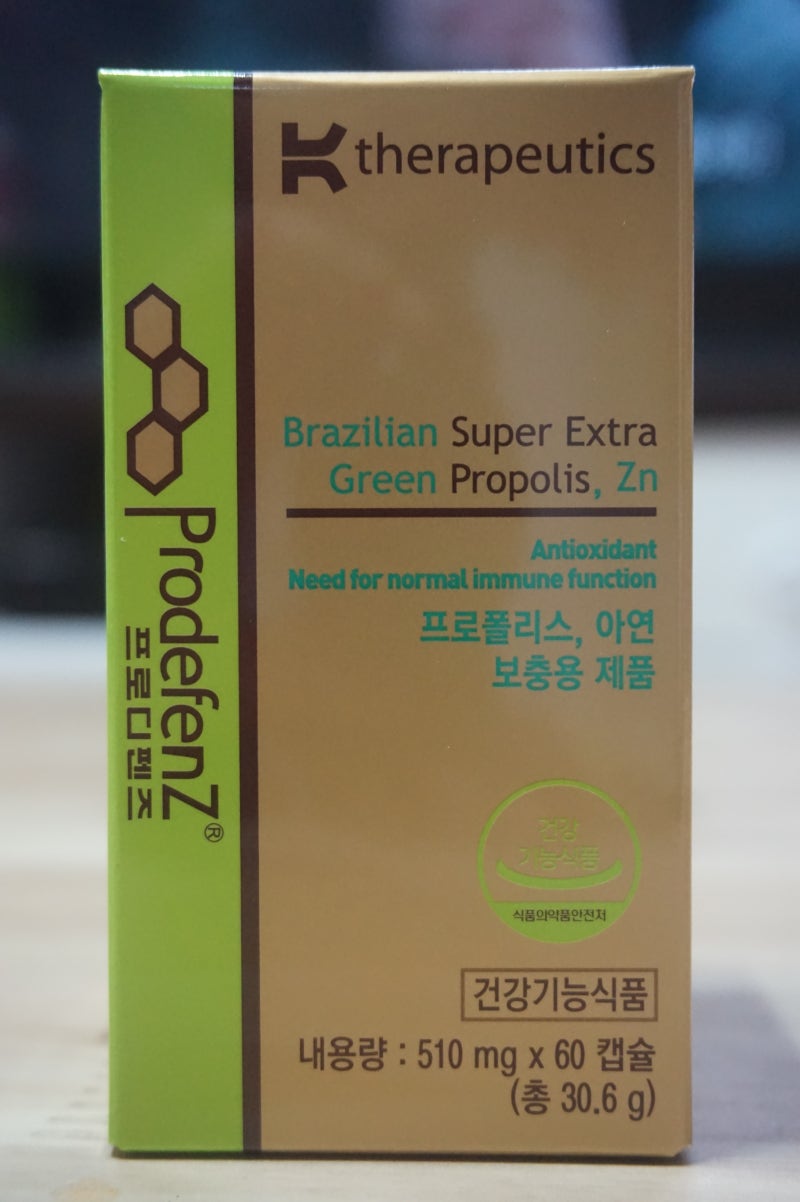 therapeutics
ProdefenZ®
프로디펜즈
Brazilian Super Extra
Green Propolis, Zn
Antioxidant
Need for normal immune function
프로폴리스, 아연
보충용 제품
건강
기능식품
식품의약품안전처
건강기능식품
내용량 : 510 mg x 60 캡슐
(총 30.6 g)